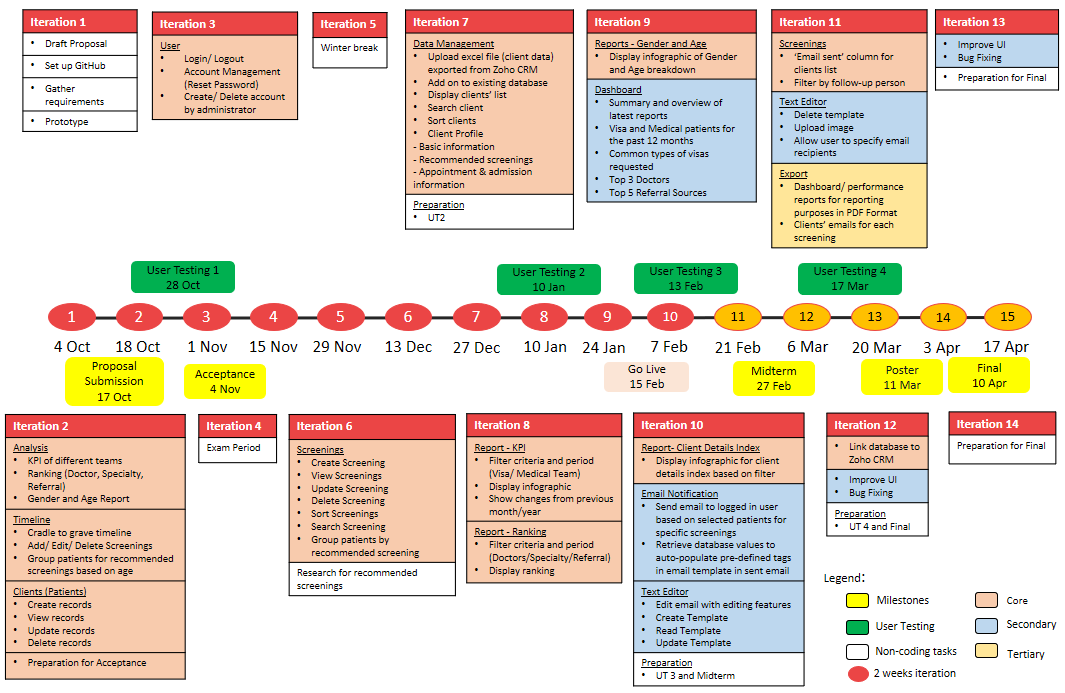 Iteration 1
• Draft Proposal
• Set up GitHub
• Gather
requirements
• Prototype
Iteration 3
User
• Login/ Logout
• Account Management
(Reset Password)
• Create/ Delete account
by administrator
Iteration 5
Winter break
Iteration 7
Data Management
• Upload excel file (client data)
exported from Zoho CRM
• Add on to existing database
• Display clients' list
• Search client
• Sort clients
• Client Profile
- Basic information
- Recommended screenings
- Appointment & admission
information
Preparation
• UT2
Iteration 9
Reports - Gender and Age
• Display infographic of Gender
and Age breakdown
Dashboard
• Summary and overview of
latest reports
• Visa and Medical patients for
the past 12 months
• Common types of visas
requested
• Top 3 Doctors
• Top 5 Referral Sources
Iteration 11
Screenings
• 'Email sent' column for
clients list
• Filter by follow-up person
Text Editor
• Delete template
• Upload image
• Allow user to specify email
recipients
Export
• Dashboard/ performance
reports for reporting
purposes in PDF Format
• Clients' emails for each
screening
Iteration 13
• Improve UI
• Bug Fixing
• Preparation for Final
User Testing 1
28 Oct
User Testing 2
10 Jan
User Testing 3
13 Feb
User Testing 4
17 Mar
1 2 3 4 5 6 7 8 9 10 11 12 13 14 15
4 Oct 18 Oct 1 Nov 15 Nov 29 Nov 13 Dec 27 Dec 10 Jan 24 Jan 7 Feb 21 Feb 6 Mar 20 Mar 3 Apr 17 Apr
Proposal
Submission
17 Oct
Acceptance
4 Nov
Go Live
15 Feb
Midterm
27 Feb
Poster
11 Mar
Final
10 Apr
Iteration 2
Analysis
• KPI of different teams
• Ranking (Doctor, Specialty,
Referral)
• Gender and Age Report
Timeline
• Cradle to grave timeline
• Add/ Edit/ Delete Screenings
• Group patients for recommended
screenings based on age
Clients (Patients)
• Create records
• View records
• Update records
• Delete records
• Preparation for Acceptance
Iteration 4
Exam Period
Iteration 6
Screenings
• Create Screening
• View Screenings
• Update Screening
• Delete Screening
• Sort Screenings
• Search Screening
• Group patients by
recommended screening
Research for recommended
screenings
Iteration 8
Report - KPI
• Filter criteria and period
(Visa/ Medical Team)
• Display infographic
• Show changes from previous
month/year
Report - Ranking
• Filter criteria and period
(Doctors/Specialty/Referral)
• Display ranking
Iteration 10
Report- Client Details Index
• Display infographic for client
details index based on filter
Email Notification
• Send email to logged in user
based on selected patients for
specific screenings
• Retrieve database values to
auto-populate pre-defined tags
in email template in sent email
Text Editor
• Edit email with editing features
• Create Template
• Read Template
• Update Template
Preparation
• UT 3 and Midterm
Iteration 12
• Link database to
Zoho CRM
• Improve UI
• Bug Fixing
Preparation
• UT 4 and Final
Iteration 14
Preparation for Final
Legend:
Milestones
User Testing
Non-coding tasks
2 weeks iteration
Core
Secondary
Tertiary